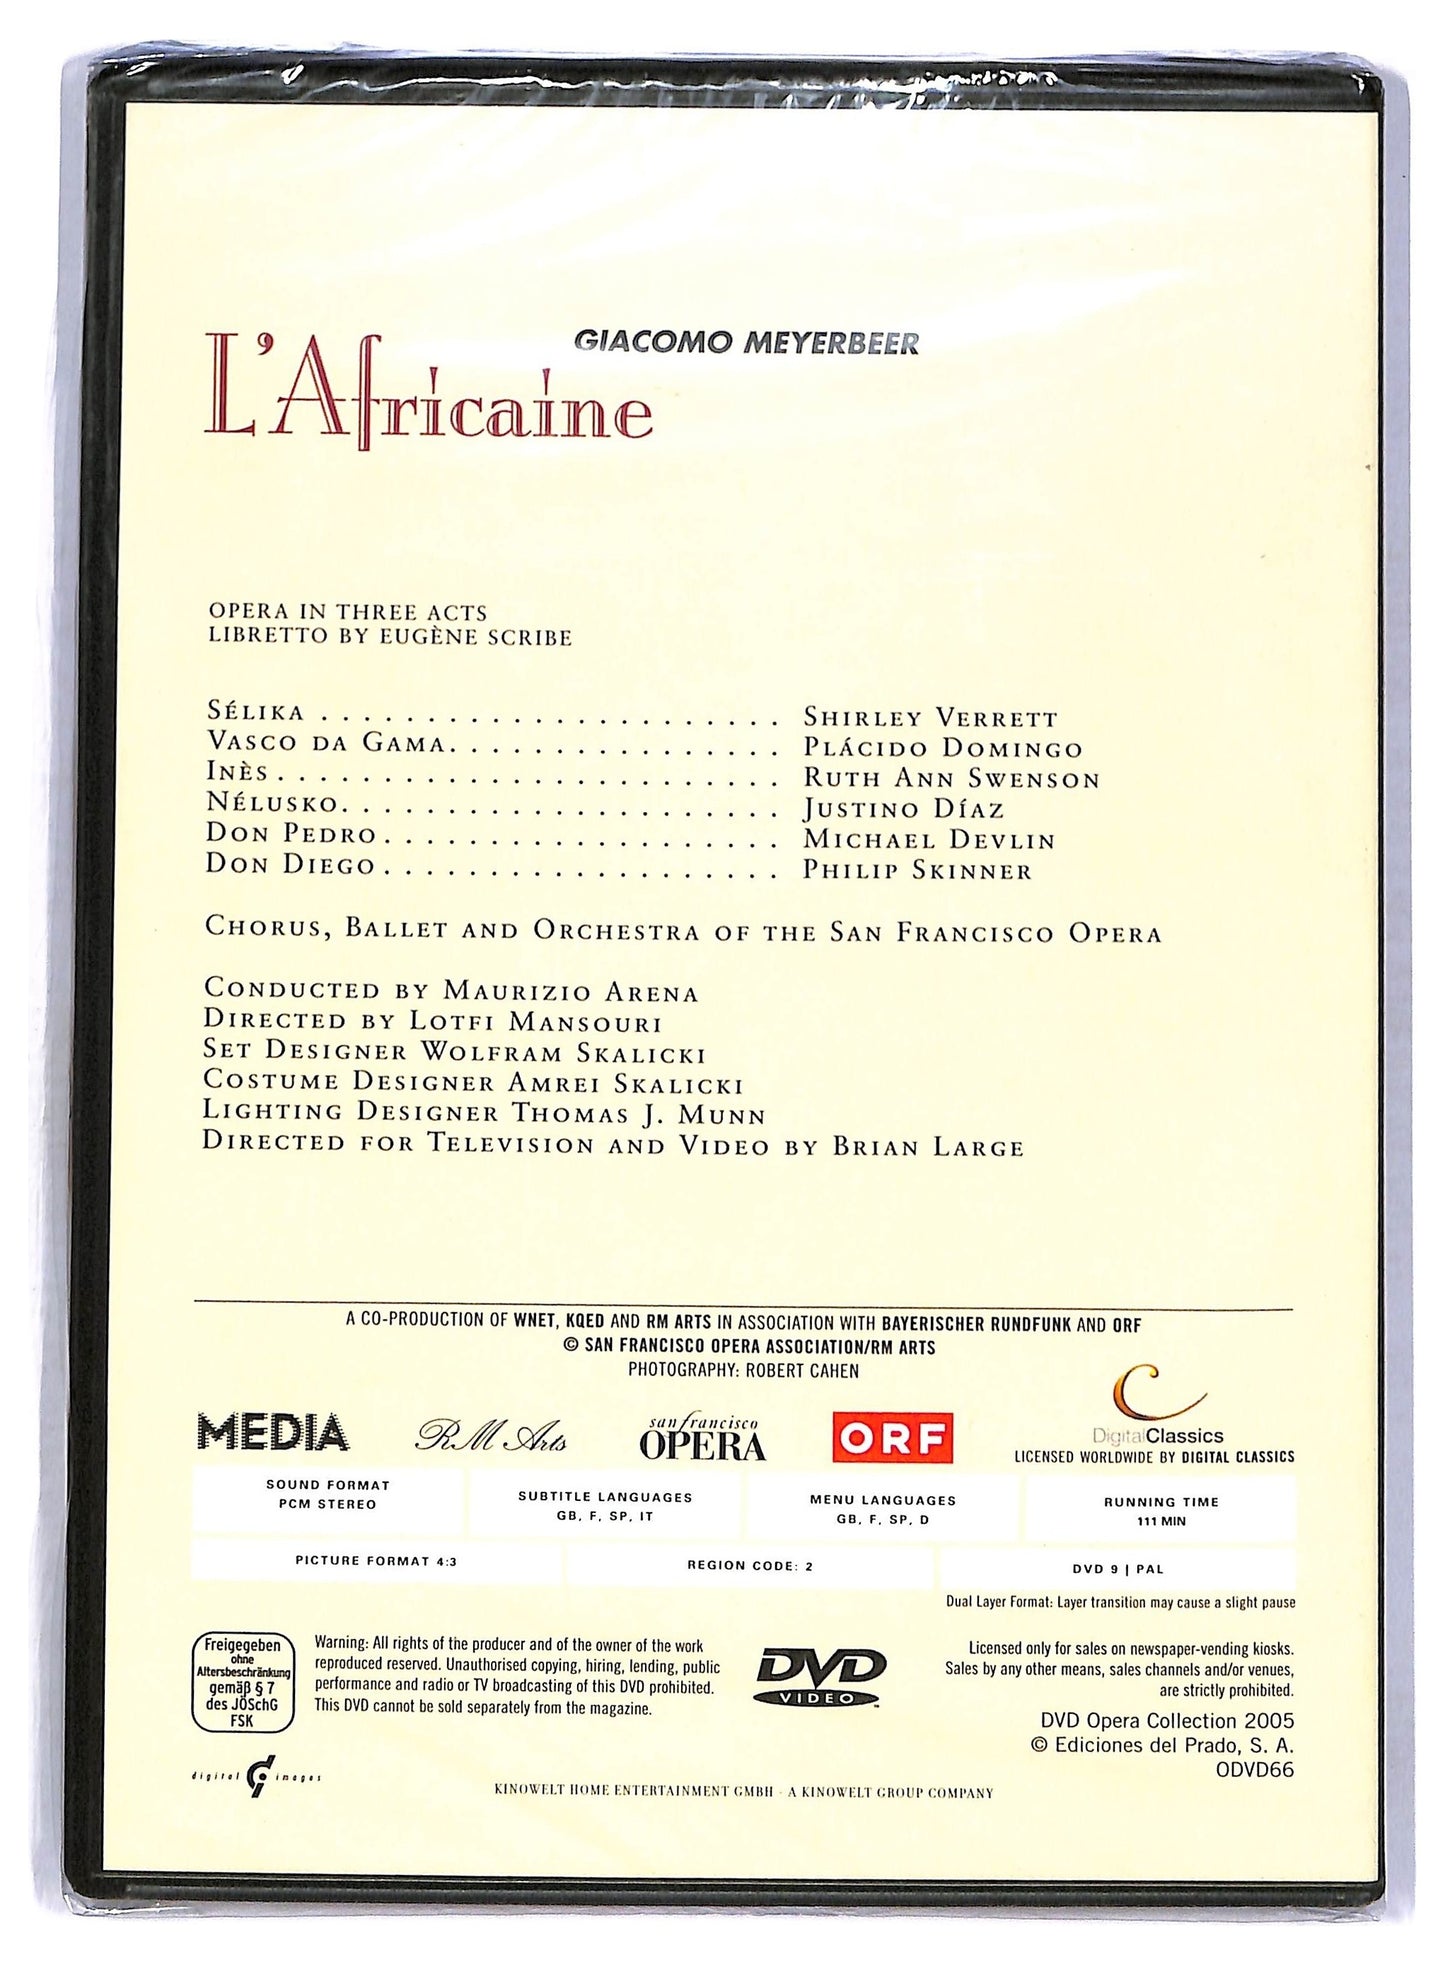 GIACOMO MEYERBEER
L'Africaine
OPERA IN THREE ACTS
LIBRETTO BY EUGÈNE SCRIBE
SÉLIKA . . . . . . . . . . . . . . . . . . . . . . SHIRLEY VERRETT
VASCO DA GAMA. . . . . . . . . . . . . . . . PLÁCIDO DOMINGO
INÈS . . . . . . . . . . . . . . . . . . . . . . . . RUTH ANN SWENSON
NÉLUSKO. . . . . . . . . . . . . . . . . . . . . JUSTINO DÍAZ
DON PEDRO . . . . . . . . . . . . . . . . . . . MICHAEL DEVLIN
DON DIEGO . . . . . . . . . . . . . . . . . . . PHILIP SKINNER
CHORUS, BALLET AND ORCHESTRA OF THE SAN FRANCISCO OPERA
CONDUCTED BY MAURIZIO ARENA
DIRECTED BY LOTFI MANSOURI
SET DESIGNER WOLFRAM SKALICKI
COSTUME DESIGNER AMREI SKALICKI
LIGHTING DESIGNER THOMAS J. MUNN
DIRECTED FOR TELEVISION AND VIDEO BY BRIAN LARGE
A CO-PRODUCTION OF WNET, KQED AND RM ARTS IN ASSOCIATION WITH BAYERISCHER RUNDFUNK AND ORF
© SAN FRANCISCO OPERA ASSOCIATION/RM ARTS
PHOTOGRAPHY: ROBERT CAHEN
MEDIA
RM Arts
san francisco
OPERA
ORF
DigitalClassics
LICENSED WORLDWIDE BY DIGITAL CLASSICS
SOUND FORMAT
PCM STEREO
SUBTITLE LANGUAGES
GB, F, SP, IT
MENU LANGUAGES
GB, F, SP, D
RUNNING TIME
111 MIN
PICTURE FORMAT 4:3
REGION CODE: 2
DVD 9 | PAL
Dual Layer Format: Layer transition may cause a slight pause
Freigegeben
ohne
Altersbeschränkung
gemäβ § 7
des JÖSchG
FSK
Warning: All rights of the producer and of the owner of the work
reproduced reserved. Unauthorised copying, hiring, lending, public
performance and radio or TV broadcasting of this DVD prohibited.
This DVD cannot be sold separately from the magazine.
DVD
VIDEO
Licensed only for sales on newspaper-vending kiosks.
Sales by any other means, sales channels and/or venues,
are strictly prohibited.
DVD Opera Collection 2005
© Ediciones del Prado, S. A.
ODVD66
digital images
KINOWELT HOME ENTERTAINMENT GMBH · A KINOWELT GROUP COMPANY